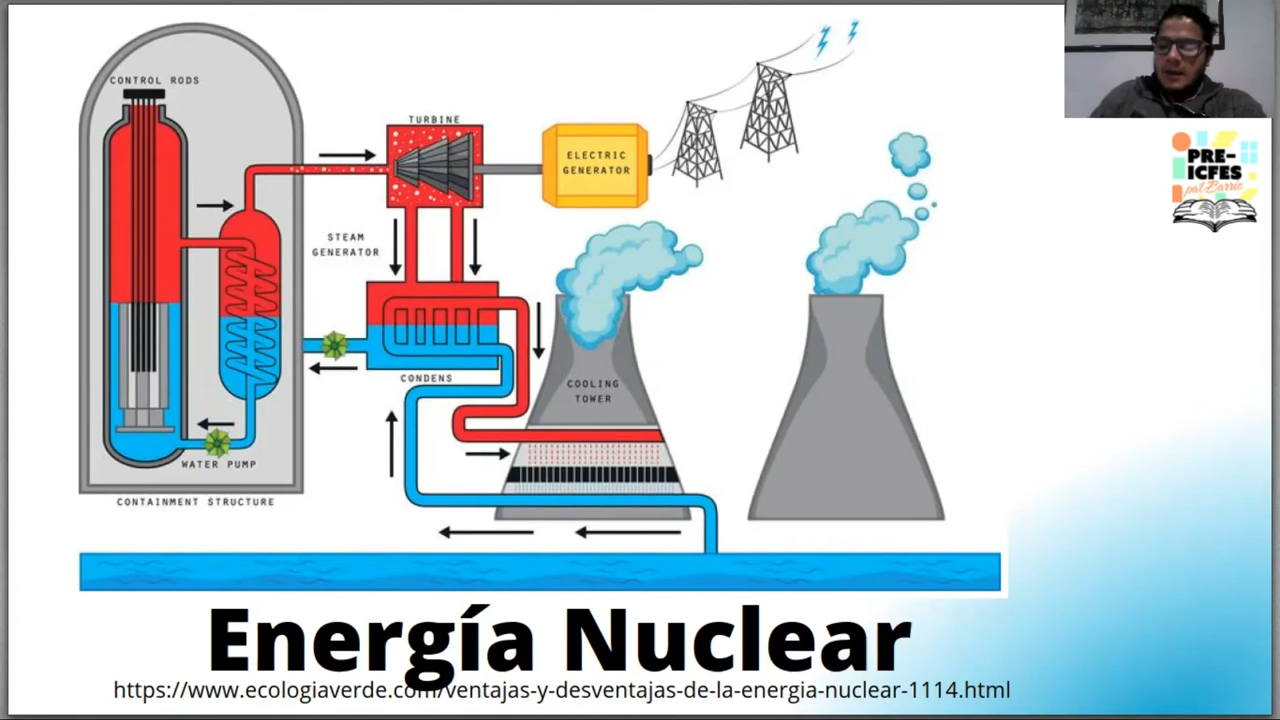 CONTROL RODS
TURBINE
ELECTRIC
GENERATOR
STEAM
GENERATOR
CONDENS
COOLING
TOWER
WATER PUMP
CONTAINMENT STRUCTURE
PRE-
ICFES
pal Barrio
Energía Nuclear
https://www.ecologiaverde.com/ventajas-y-desventajas-de-la-energia-nuclear-1114.html